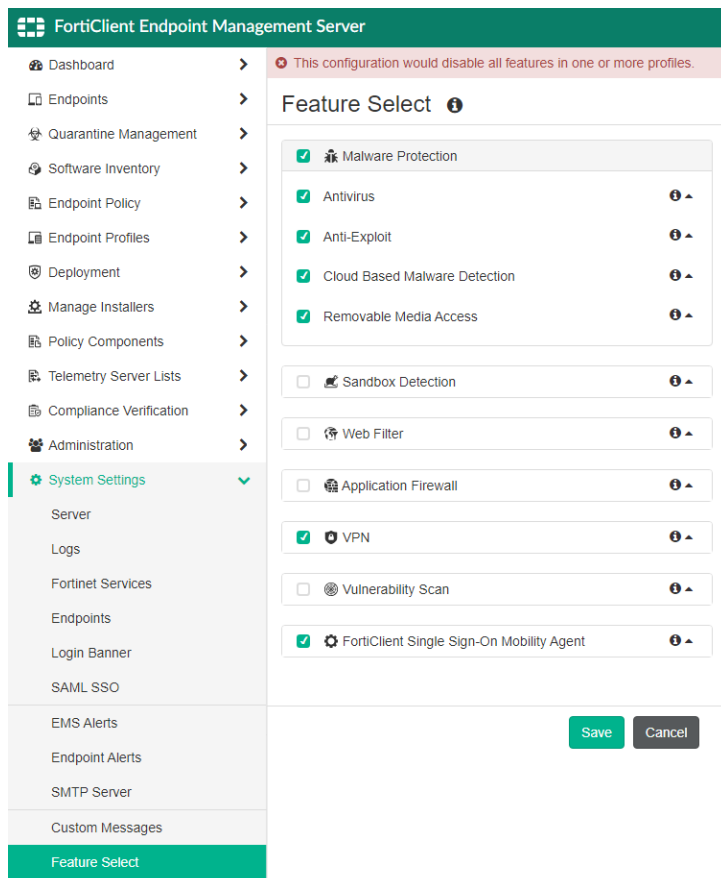 FortiClient Endpoint Management Server
Dashboard
Endpoints
Quarantine Management
Software Inventory
Endpoint Policy
Endpoint Profiles
Deployment
Manage Installers
Policy Components
Telemetry Server Lists
Compliance Verification
Administration
System Settings
Server
Logs
Fortinet Services
Endpoints
Login Banner
SAML SSO
EMS Alerts
Endpoint Alerts
SMTP Server
Custom Messages
Feature Select
This configuration would disable all features in one or more profiles.
Feature Select
Malware Protection
Antivirus
Anti-Exploit
Cloud Based Malware Detection
Removable Media Access
Sandbox Detection
Web Filter
Application Firewall
VPN
Vulnerability Scan
FortiClient Single Sign-On Mobility Agent
Save Cancel